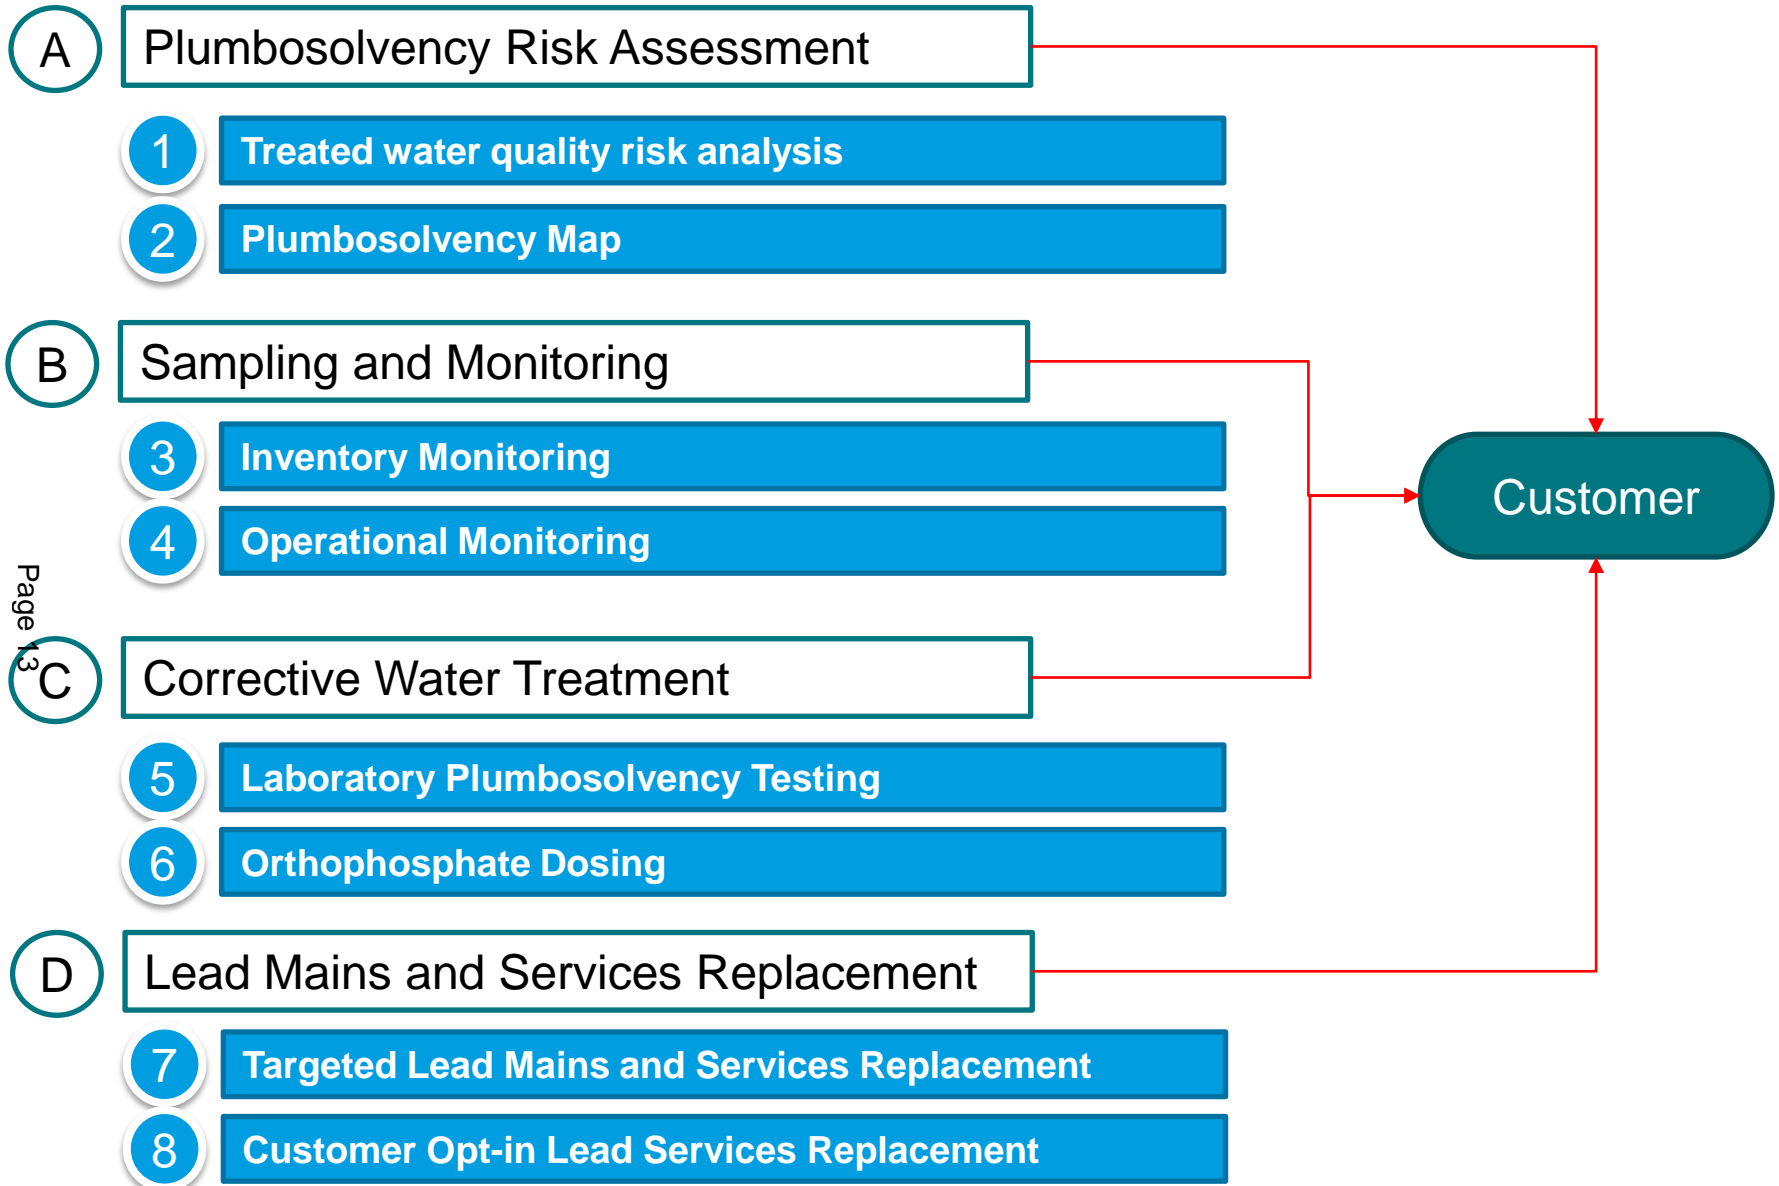 A
Plumbosolvency Risk Assessment
1
Treated water quality risk analysis
2
Plumbosolvency Map
B
Sampling and Monitoring
3
Inventory Monitoring
4
Operational Monitoring
Customer
Page 13
C
Corrective Water Treatment
5
Laboratory Plumbosolvency Testing
6
Orthophosphate Dosing
D
Lead Mains and Services Replacement
7
Targeted Lead Mains and Services Replacement
8
Customer Opt-in Lead Services Replacement